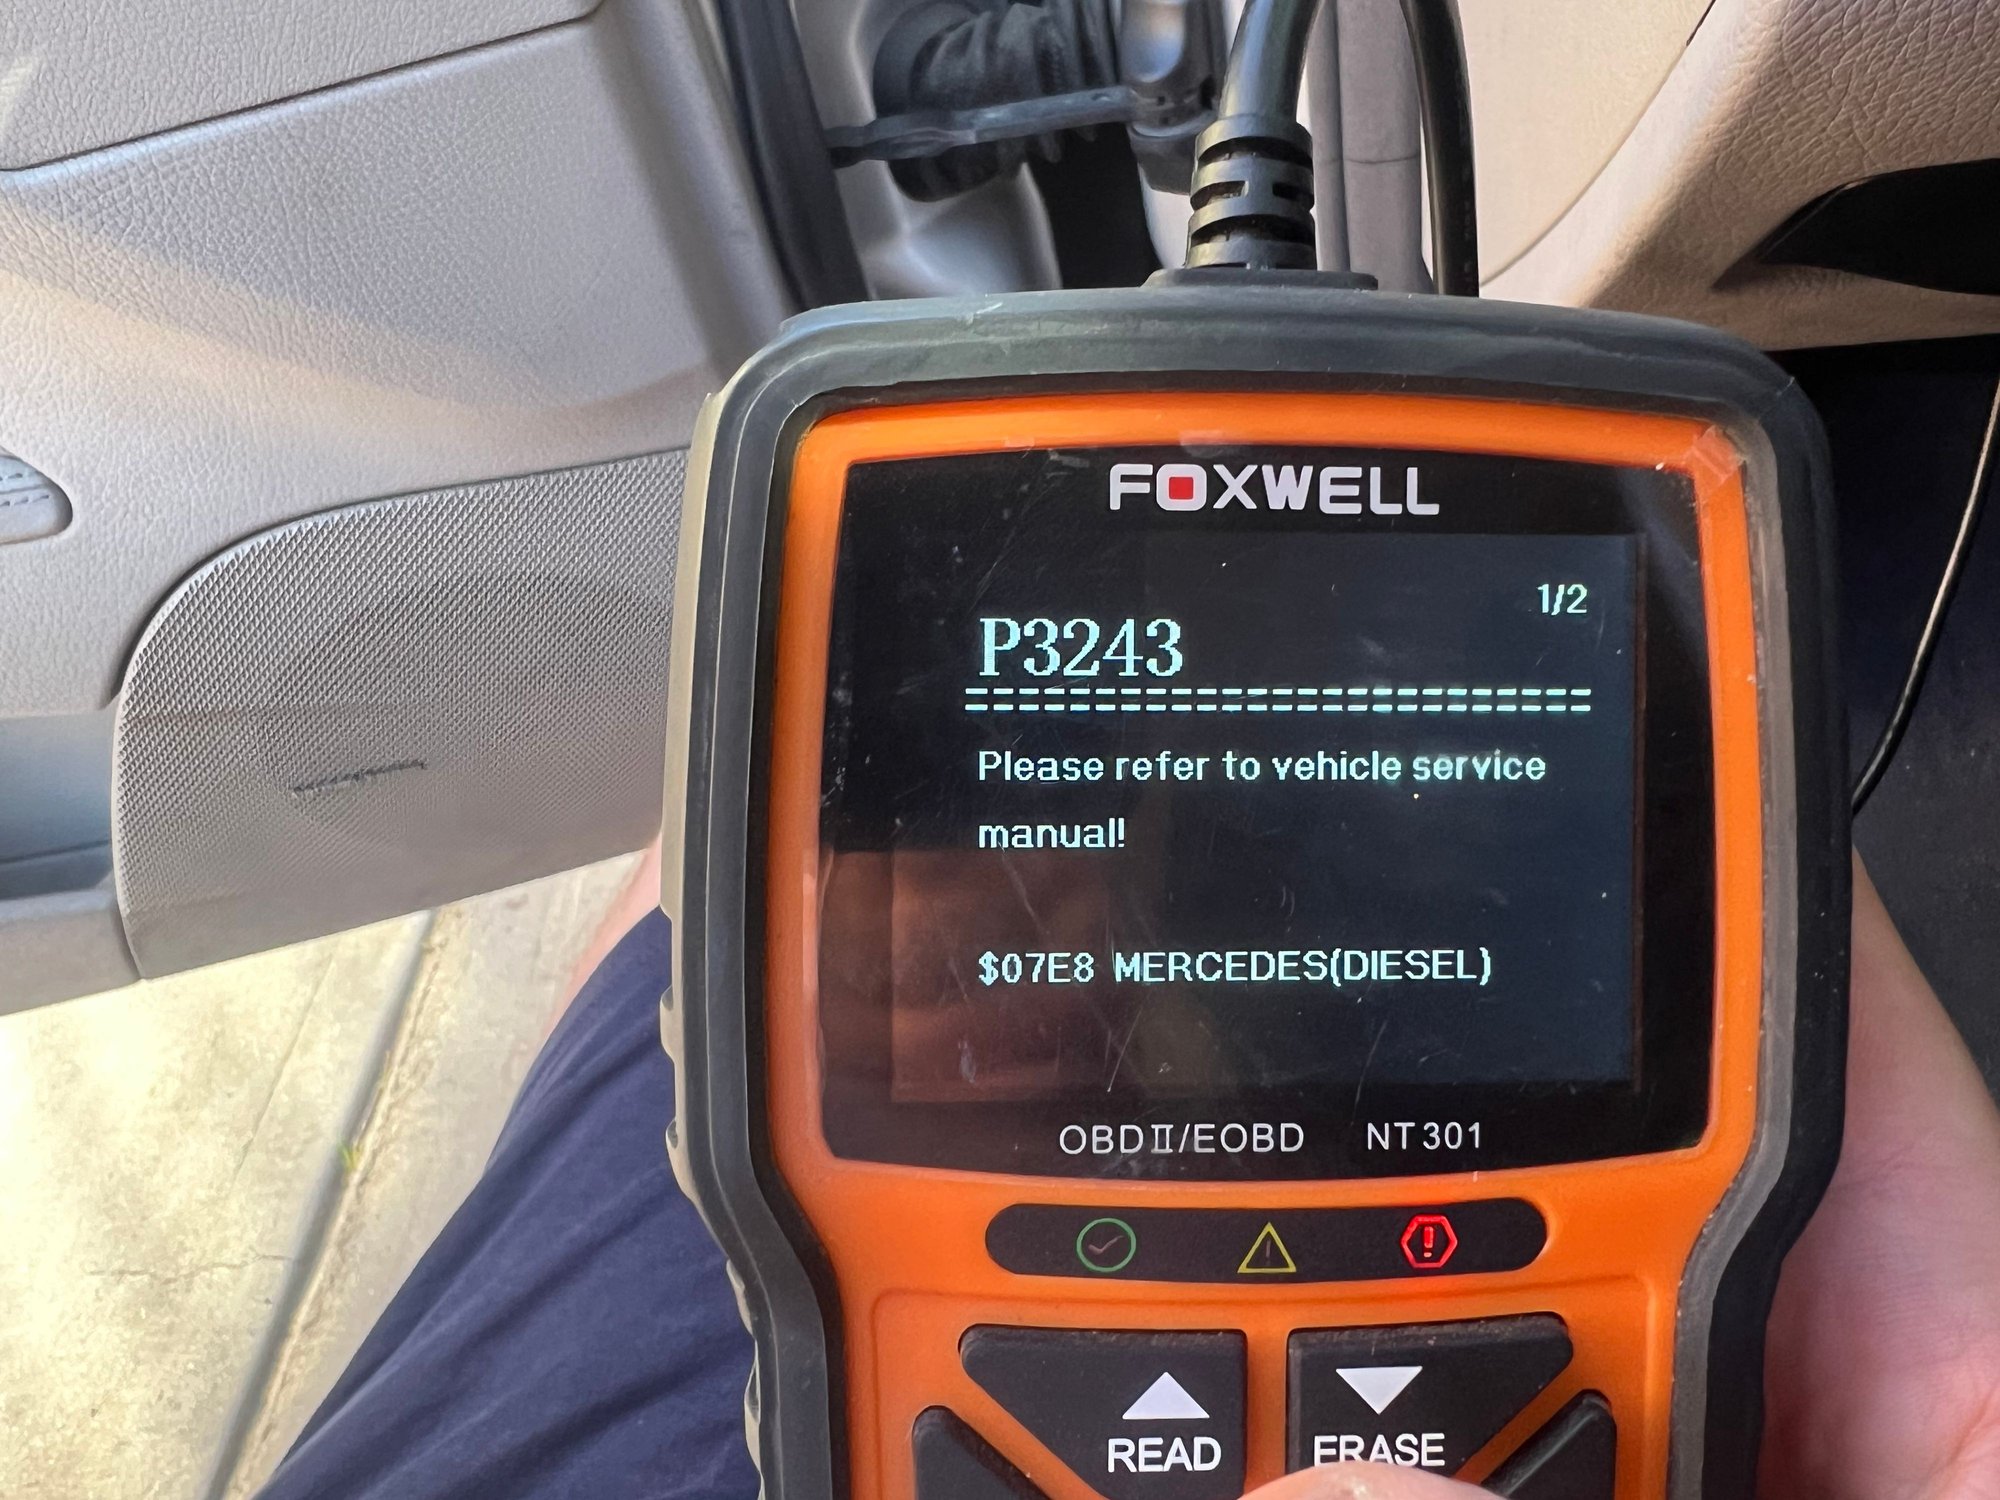 FOXWELL
1/2
P3243
==========================
Please refer to vehicle service
manual!
$07E8 MERCEDES(DIESEL)
OBDⅡ/EOBD NT301
READ ERASE